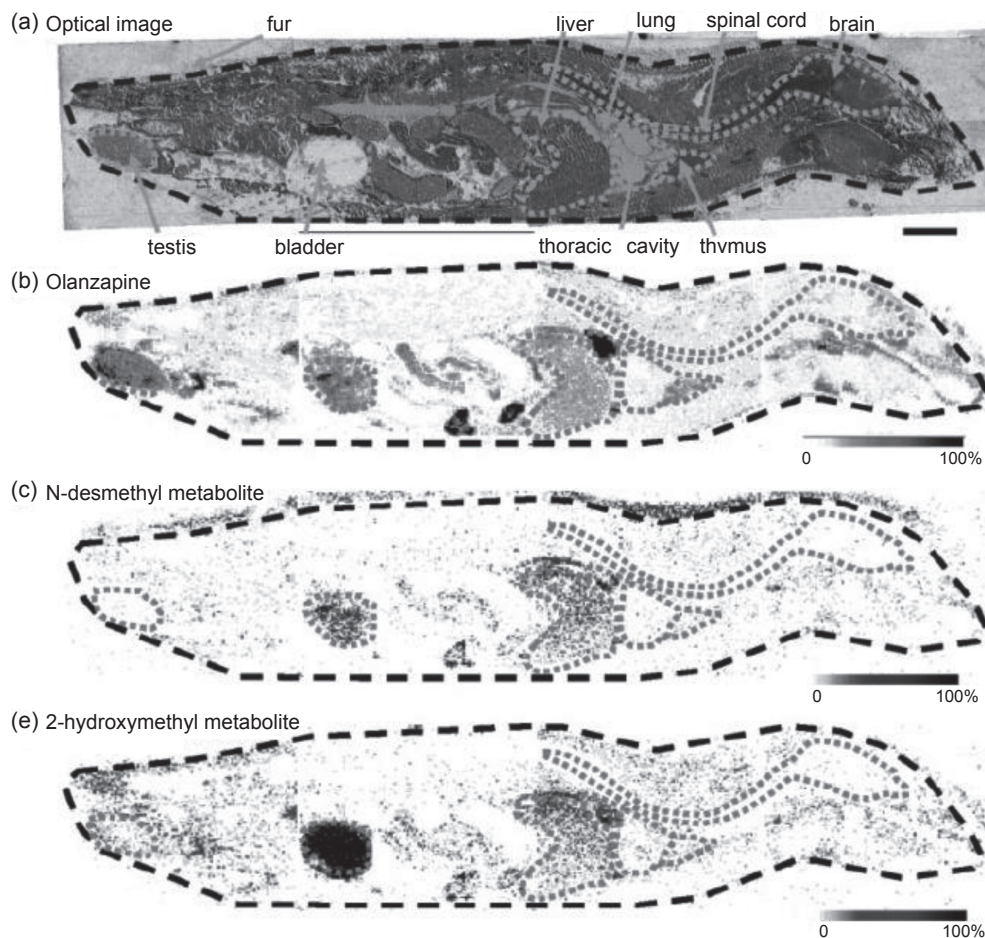 (a) Optical image fur liver lung spinal cord brain
testis bladder thoracic cavity thvmus
(b) Olanzapine
0 100%
(c) N-desmethyl metabolite
0 100%
(e) 2-hydroxymethyl metabolite
0 100%